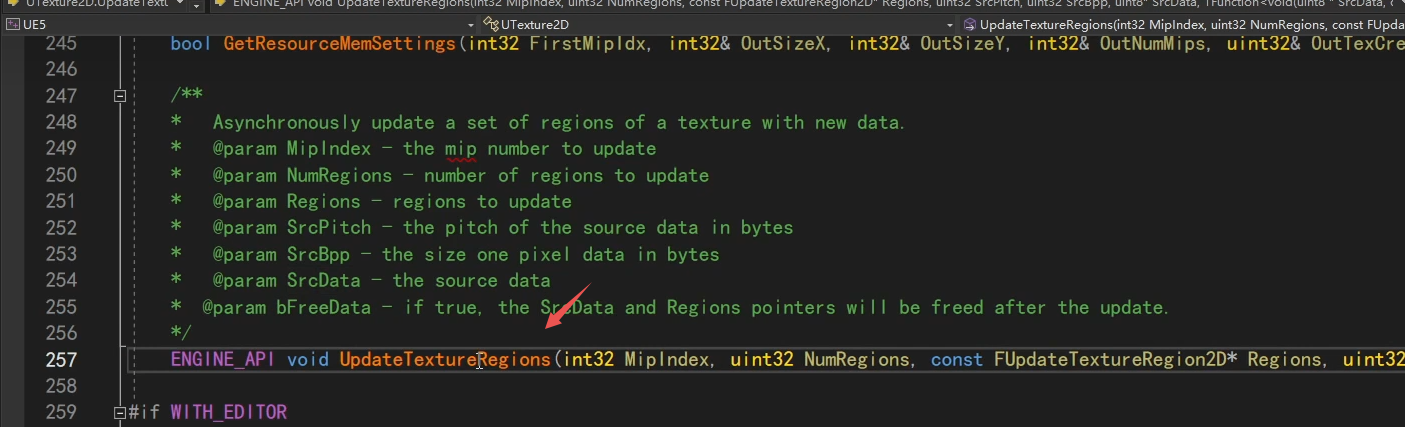 UTexture2D.UpdateText
ENGINE_API void UpdateTextureRegions(int32 MipIndex, uint32 NumRegions, const FUpdateTextureRegion2D* Regions, uint32 SrcPitch, uint32 SrcBpp, uint8* SrcData, TFunction<void(uint8* SrcData, c
UE5
UTexture2D
UpdateTextureRegions(int32 MipIndex, uint32 NumRegions, const FUpda
245 bool GetResourceMemSettings(int32 FirstMipIdx, int32& OutSizeX, int32& OutSizeY, int32& OutNumMips, uint32& OutTexCre
246
247 /**
248 * Asynchronously update a set of regions of a texture with new data.
249 * @param MipIndex - the mip number to update
250 * @param NumRegions - number of regions to update
251 * @param Regions - regions to update
252 * @param SrcPitch - the pitch of the source data in bytes
253 * @param SrcBpp - the size one pixel data in bytes
254 * @param SrcData - the source data
255 * @param bFreeData - if true, the SrcData and Regions pointers will be freed after the update.
256 */
257 ENGINE_API void UpdateTextureRegions(int32 MipIndex, uint32 NumRegions, const FUpdateTextureRegion2D* Regions, uint32
258
259 #if WITH_EDITOR